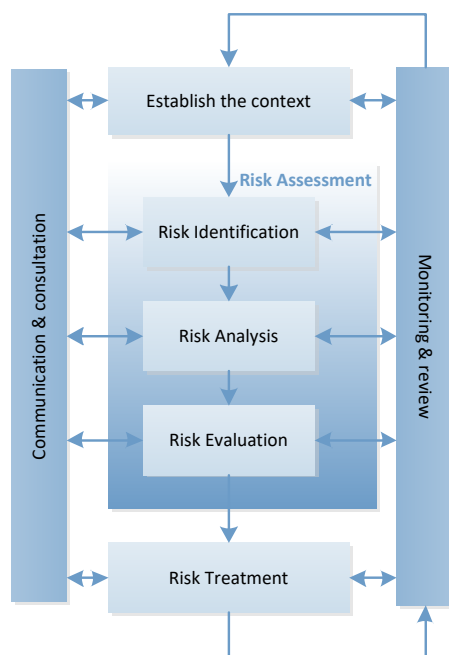 Establish the context
Risk Assessment
Risk Identification
Risk Analysis
Risk Evaluation
Risk Treatment
Communication & consultation
Monitoring & review